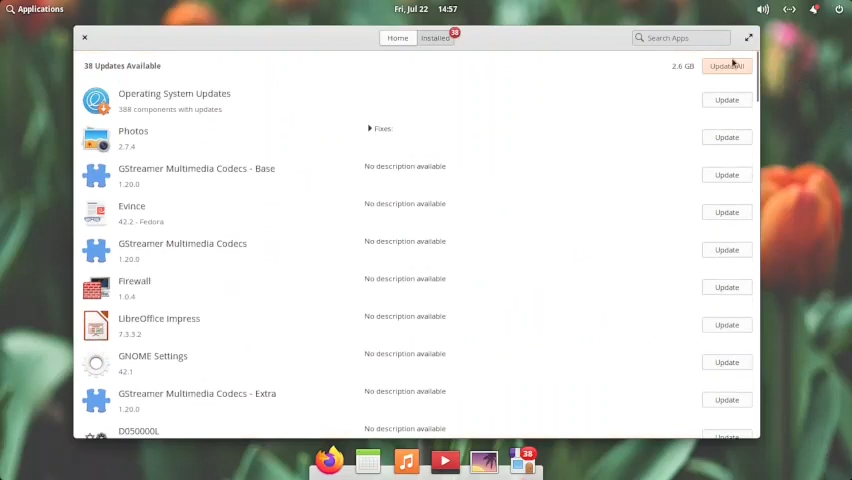 Applications
Fri, Jul 22 14:57
Home
Installed
38
Search Apps
38 Updates Available
2.6 GB
Update All
Operating System Updates
388 components with updates
Update
Photos
2.7.4
Fixes:
Update
GStreamer Multimedia Codecs - Base
1.20.0
No description available
Update
Evince
42.2 - Fedora
No description available
Update
GStreamer Multimedia Codecs
1.20.0
No description available
Update
Firewall
1.0.4
No description available
Update
LibreOffice Impress
7.3.3.2
No description available
Update
GNOME Settings
42.1
No description available
Update
GStreamer Multimedia Codecs - Extra
1.20.0
No description available
Update
D050000L
No description available
Update
38